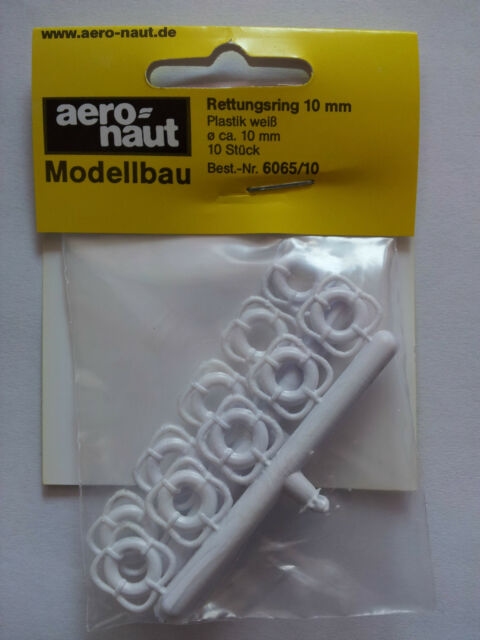 www.aero-naut.de
aero=
naut
Modellbau
Rettungsring 10 mm
Plastik weiß
ø ca. 10 mm
10 Stück
Best.-Nr. 6065/10